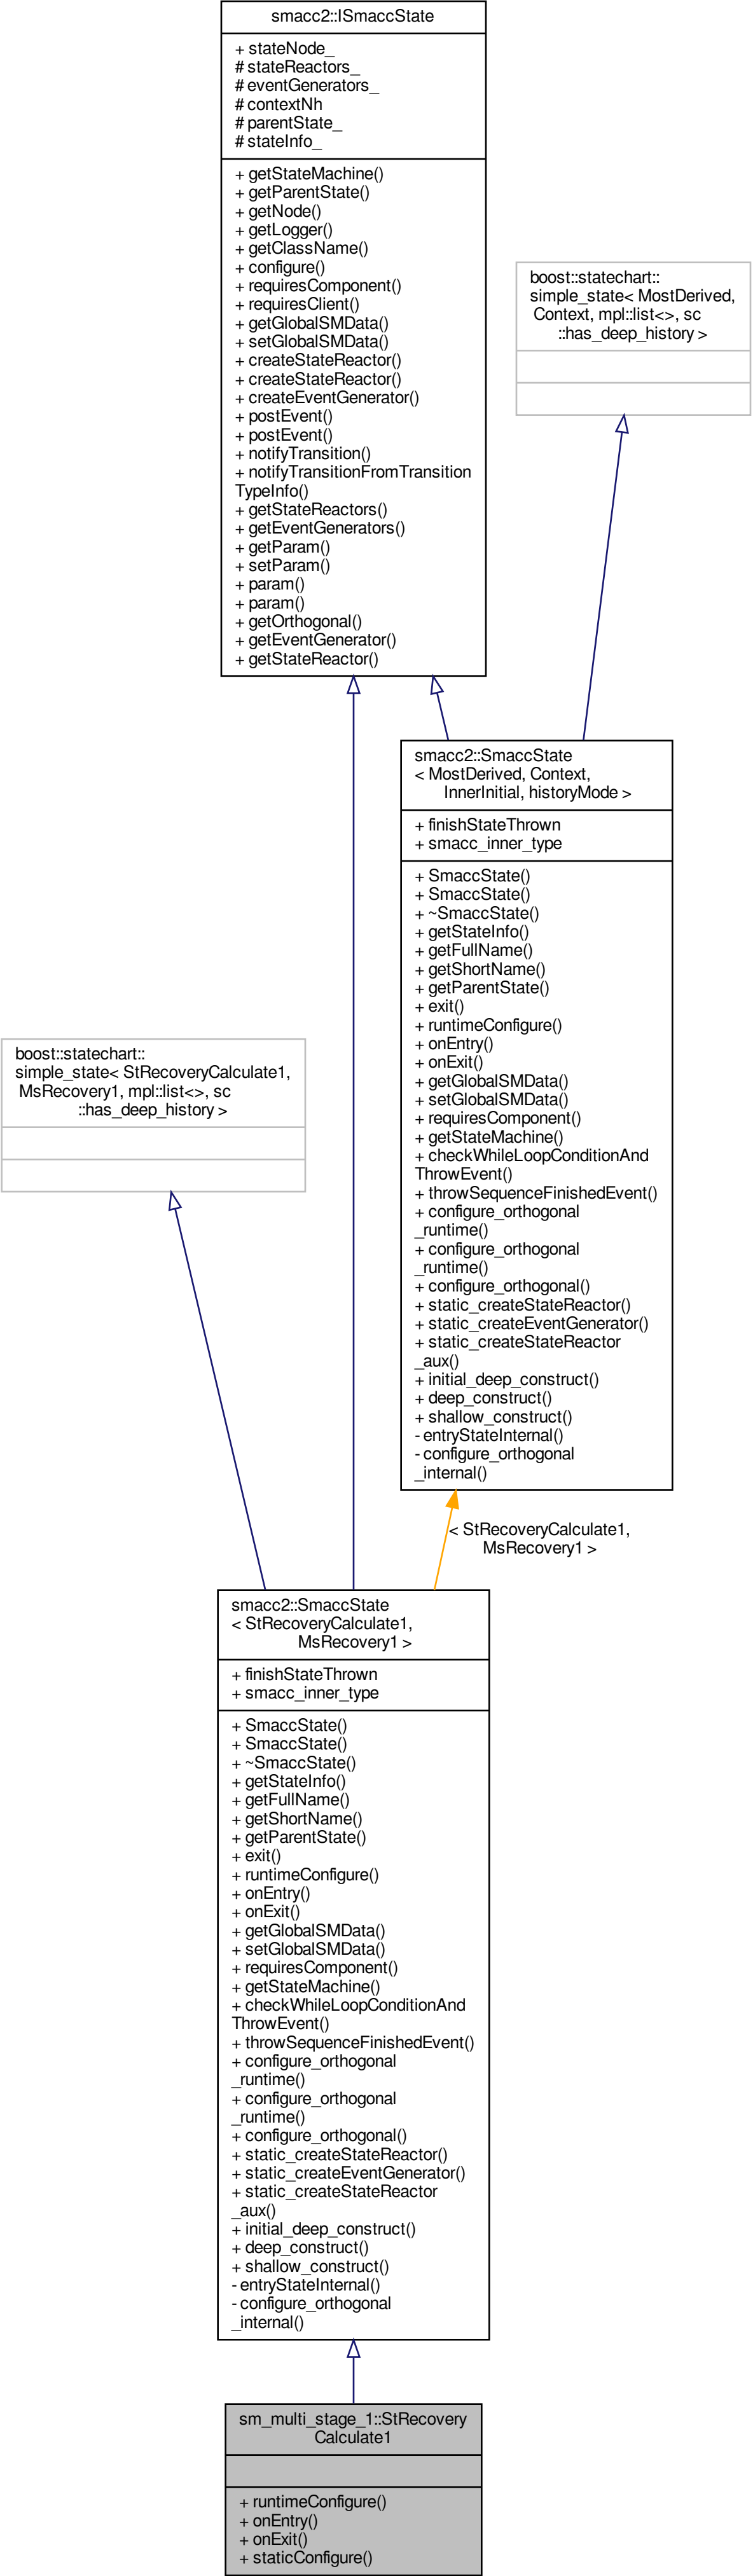 smacc2::ISmaccState
+ stateNode_
# stateReactors_
# eventGenerators_
# contextNh
# parentState_
# stateInfo_
+ getStateMachine()
+ getParentState()
+ getNode()
+ getLogger()
+ getClassName()
+ configure()
+ requiresComponent()
+ requiresClient()
+ getGlobalSMData()
+ setGlobalSMData()
+ createStateReactor()
+ createStateReactor()
+ createEventGenerator()
+ postEvent()
+ postEvent()
+ notifyTransition()
+ notifyTransitionFromTransition
TypeInfo()
+ getStateReactors()
+ getEventGenerators()
+ getParam()
+ setParam()
+ param()
+ param()
+ getOrthogonal()
+ getEventGenerator()
+ getStateReactor()
boost::statechart::
simple_state< MostDerived,
Context, mpl::list<>, sc
::has_deep_history >
smacc2::SmaccState
< MostDerived, Context,
InnerInitial, historyMode >
+ finishStateThrown
+ smacc_inner_type
+ SmaccState()
+ SmaccState()
+ ~SmaccState()
+ getStateInfo()
+ getFullName()
+ getShortName()
+ getParentState()
+ exit()
+ runtimeConfigure()
+ onEntry()
+ onExit()
+ getGlobalSMData()
+ setGlobalSMData()
+ requiresComponent()
+ getStateMachine()
+ checkWhileLoopConditionAnd
ThrowEvent()
+ throwSequenceFinishedEvent()
+ configure_orthogonal
_runtime()
+ configure_orthogonal
_runtime()
+ configure_orthogonal()
+ static_createStateReactor()
+ static_createEventGenerator()
+ static_createStateReactor
_aux()
+ initial_deep_construct()
+ deep_construct()
+ shallow_construct()
- entryStateInternal()
- configure_orthogonal
_internal()
boost::statechart::
simple_state< StRecoveryCalculate1,
MsRecovery1, mpl::list<>, sc
::has_deep_history >
< StRecoveryCalculate1,
MsRecovery1 >
smacc2::SmaccState
< StRecoveryCalculate1,
MsRecovery1 >
+ finishStateThrown
+ smacc_inner_type
+ SmaccState()
+ SmaccState()
+ ~SmaccState()
+ getStateInfo()
+ getFullName()
+ getShortName()
+ getParentState()
+ exit()
+ runtimeConfigure()
+ onEntry()
+ onExit()
+ getGlobalSMData()
+ setGlobalSMData()
+ requiresComponent()
+ getStateMachine()
+ checkWhileLoopConditionAnd
ThrowEvent()
+ throwSequenceFinishedEvent()
+ configure_orthogonal
_runtime()
+ configure_orthogonal
_runtime()
+ configure_orthogonal()
+ static_createStateReactor()
+ static_createEventGenerator()
+ static_createStateReactor
_aux()
+ initial_deep_construct()
+ deep_construct()
+ shallow_construct()
- entryStateInternal()
- configure_orthogonal
_internal()
sm_multi_stage_1::StRecovery
Calculate1
+ runtimeConfigure()
+ onEntry()
+ onExit()
+ staticConfigure()